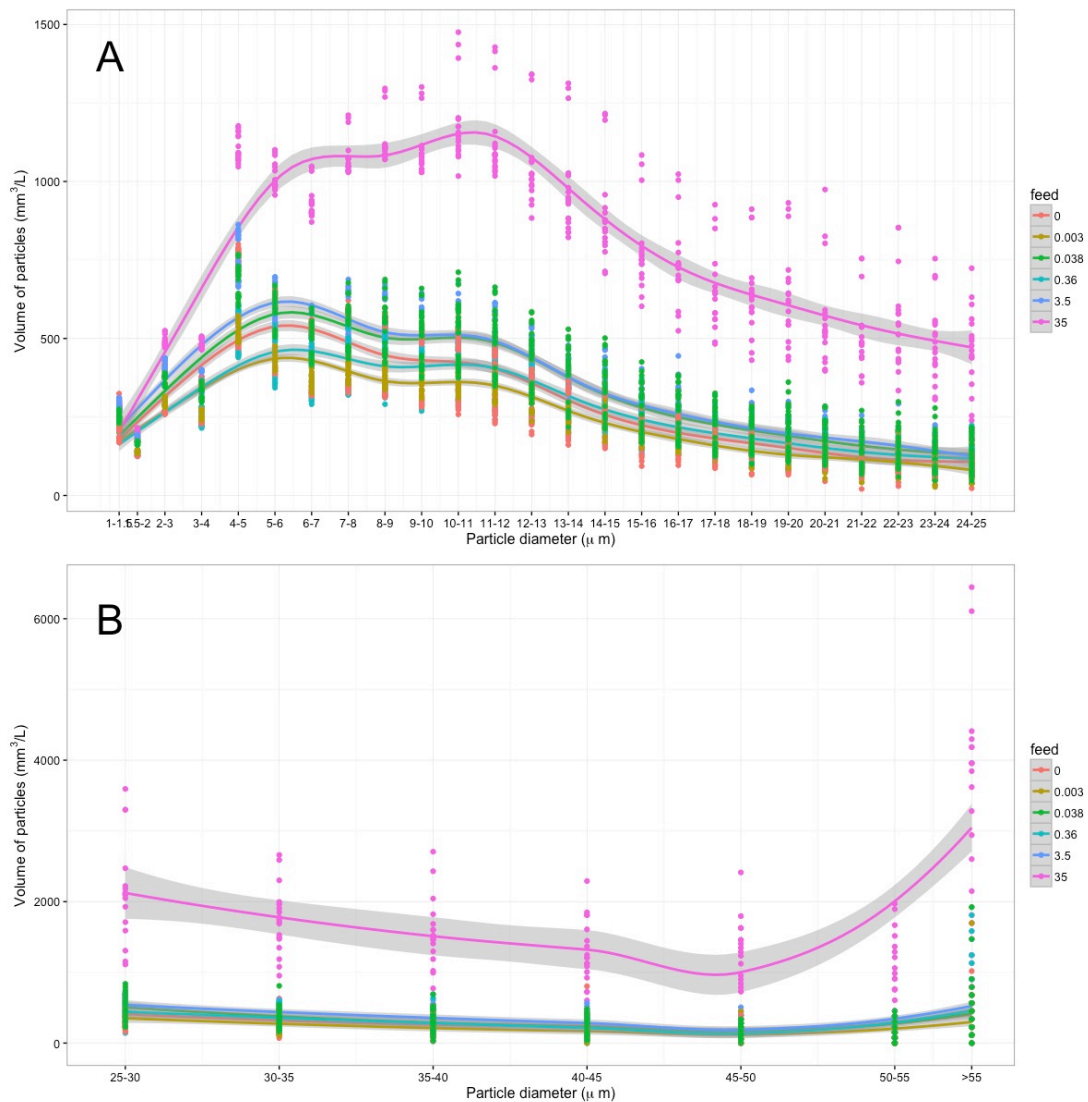 A
1500
1000
500
0
Volume of particles (mm³/L)
1-1.5 1.5-2 2-3 3-4 4-5 5-6 6-7 7-8 8-9 9-10 10-11 11-12 12-13 13-14 14-15 15-16 16-17 17-18 18-19 19-20 20-21 21-22 22-23 23-24 24-25
Particle diameter (μ m)
feed
0
0.003
0.038
0.36
3.5
35
B
6000
4000
2000
0
Volume of particles (mm³/L)
25-30 30-35 35-40 40-45 45-50 50-55 >55
Particle diameter (μ m)
feed
0
0.003
0.038
0.36
3.5
35